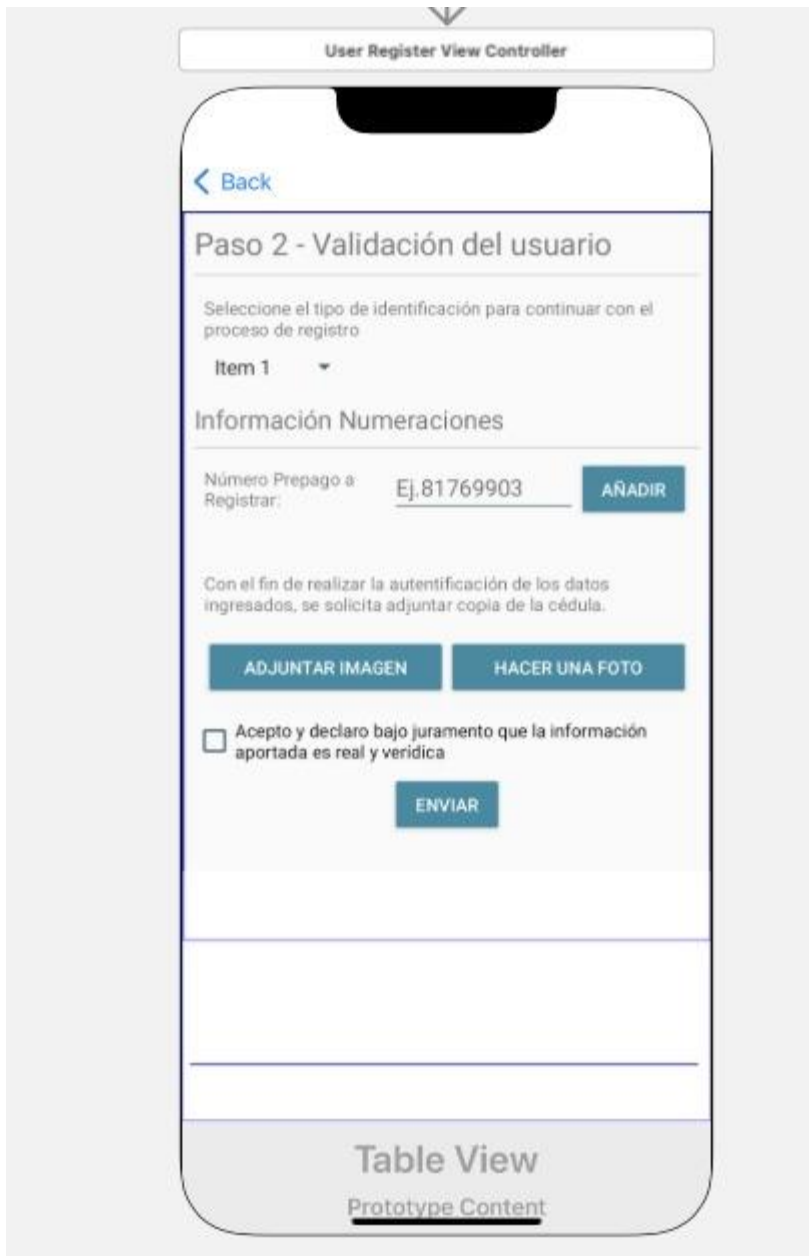 User Register View Controller
Back
Paso 2 - Validación del usuario
Seleccione el tipo de identificación para continuar con el
proceso de registro
Item 1
Información Numeraciones
Número Prepago a
Registrar:
Ej.81769903
AÑADIR
Con el fin de realizar la autentificación de los datos
ingresados, se solicita adjuntar copia de la cédula.
ADJUNTAR IMAGEN
HACER UNA FOTO
Acepto y declaro bajo juramento que la información
aportada es real y verídica
ENVIAR
Table View
Prototype Content